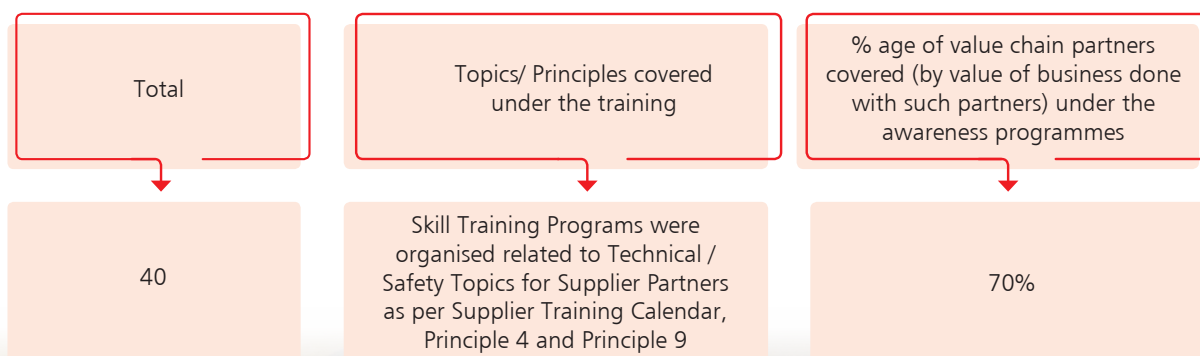 Total
Topics/ Principles covered
under the training
% age of value chain partners
covered (by value of business done
with such partners) under the
awareness programmes
40
Skill Training Programs were
organised related to Technical /
Safety Topics for Supplier Partners
as per Supplier Training Calendar,
Principle 4 and Principle 9
70%